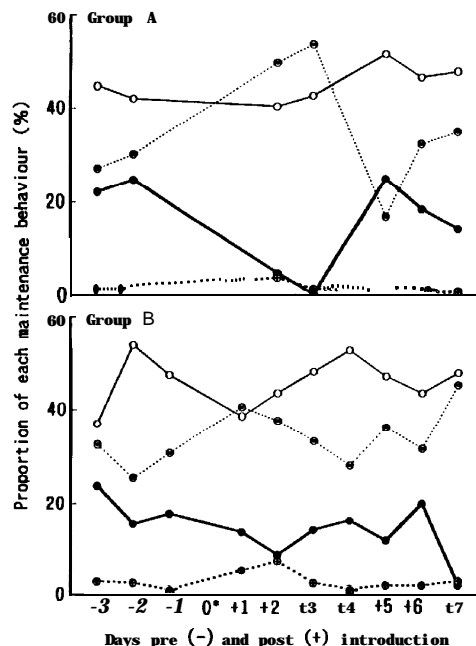 60
Group A
40
20
0
60
Group B
40
20
0
Proportion of each maintenance behaviour (%)
-3 -2 -1 0* +1 +2 t3 t4 +5 +6 t7
Days pre (-) and post (+) introduction